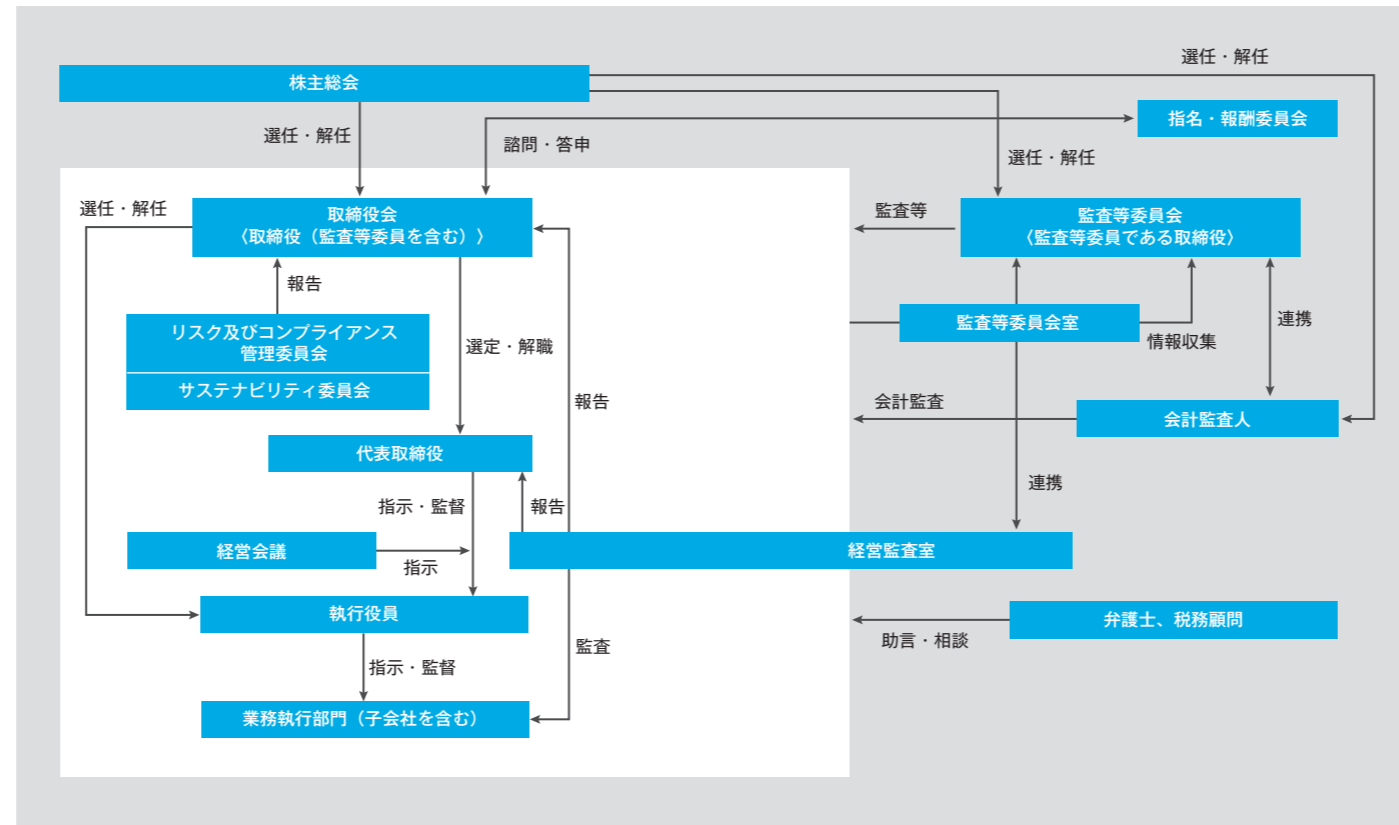 選任・解任
株主総会
指名・報酬委員会
選任・解任
諮問・答申
選任・解任
選任・解任
取締役会
〈取締役（監査等委員を含む）〉
監査等
監査等委員会
〈監査等委員である取締役〉
報告
リスク及びコンプライアンス
管理委員会
サステナビリティ委員会
選定・解職
監査等委員会室
情報収集
連携
報告
会計監査
会計監査人
代表取締役
指示・監督
報告
連携
経営会議
指示
経営監査室
執行役員
弁護士、税務顧問
助言・相談
監査
指示・監督
業務執行部門（子会社を含む）